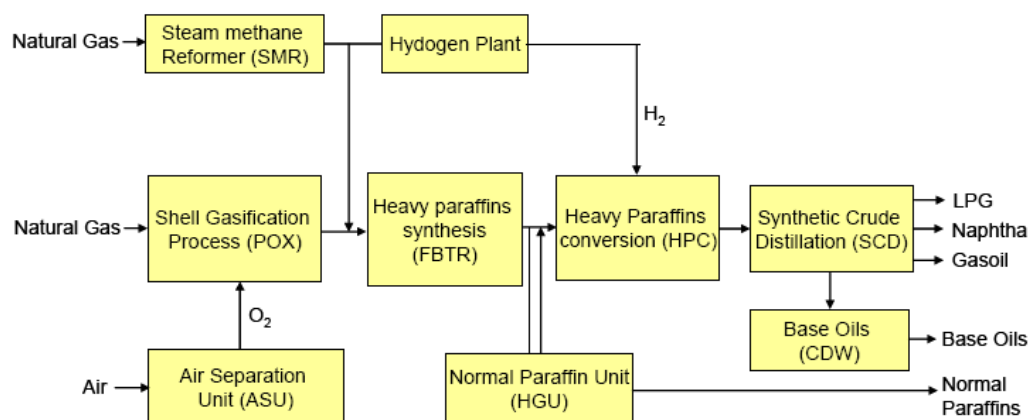 Natural Gas
Steam methane
Reformer (SMR)
Hydogen Plant
H2
Natural Gas
Shell Gasification
Process (POX)
Heavy paraffins
synthesis
(FBTR)
Heavy Paraffins
conversion (HPC)
Synthetic Crude
Distillation (SCD)
LPG
Naphtha
Gasoil
O2
Base Oils
(CDW)
Base Oils
Air
Air Separation
Unit (ASU)
Normal Paraffin Unit
(HGU)
Normal
Paraffins